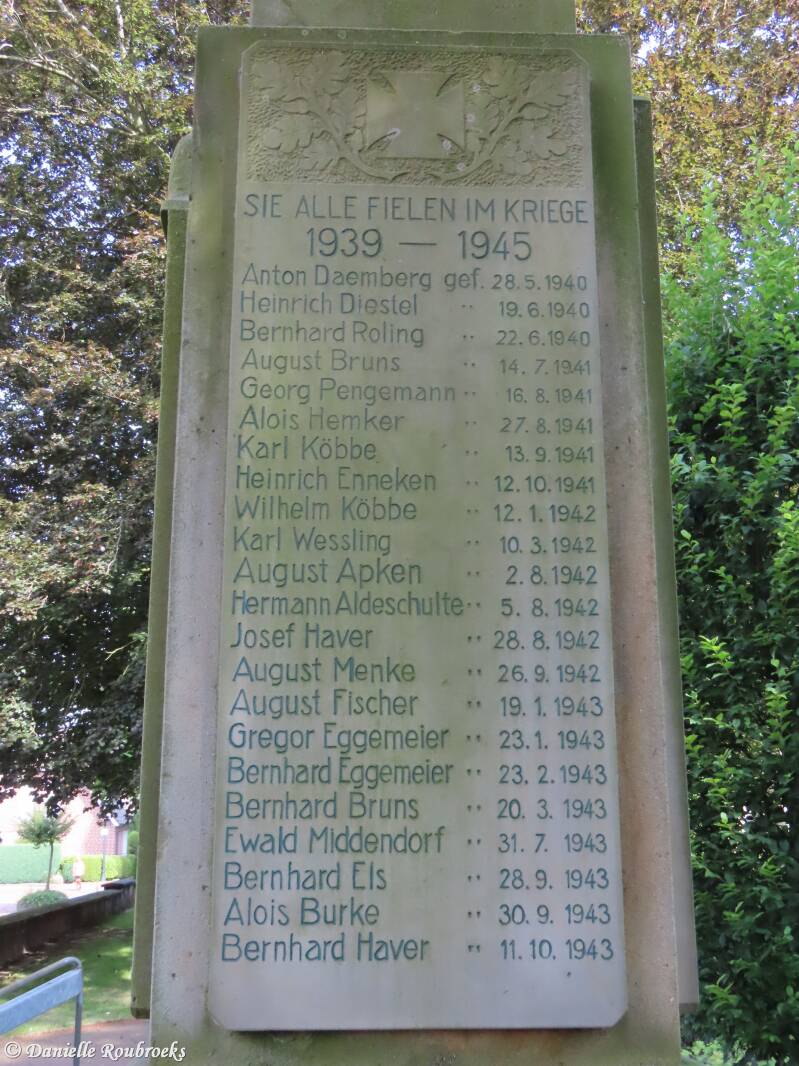 SIE ALLE FIELEN IM KRIEGE
1939 — 1945
Anton Daemberg gef. 28.5.1940
Heinrich Diestel " 19.6.1940
Bernhard Roling " 22.6.1940
August Bruns " 14.7.1941
Georg Pengemann " 16.8.1941
Alois Hemker " 27.8.1941
Karl Köbbe " 13.9.1941
Heinrich Enneken " 12.10.1941
Wilhelm Köbbe " 12.1.1942
Karl Wessling " 10.3.1942
August Apken " 2.8.1942
Hermann Aldeschulte " 5.8.1942
Josef Haver " 28.8.1942
August Menke " 26.9.1942
August Fischer " 19.1.1943
Gregor Eggemeier " 23.1.1943
Bernhard Eggemeier " 23.2.1943
Bernhard Bruns " 20.3.1943
Ewald Middendorf " 31.7.1943
Bernhard Els " 28.9.1943
Alois Burke " 30.9.1943
Bernhard Haver " 11.10.1943
© Danielle Roubroeks